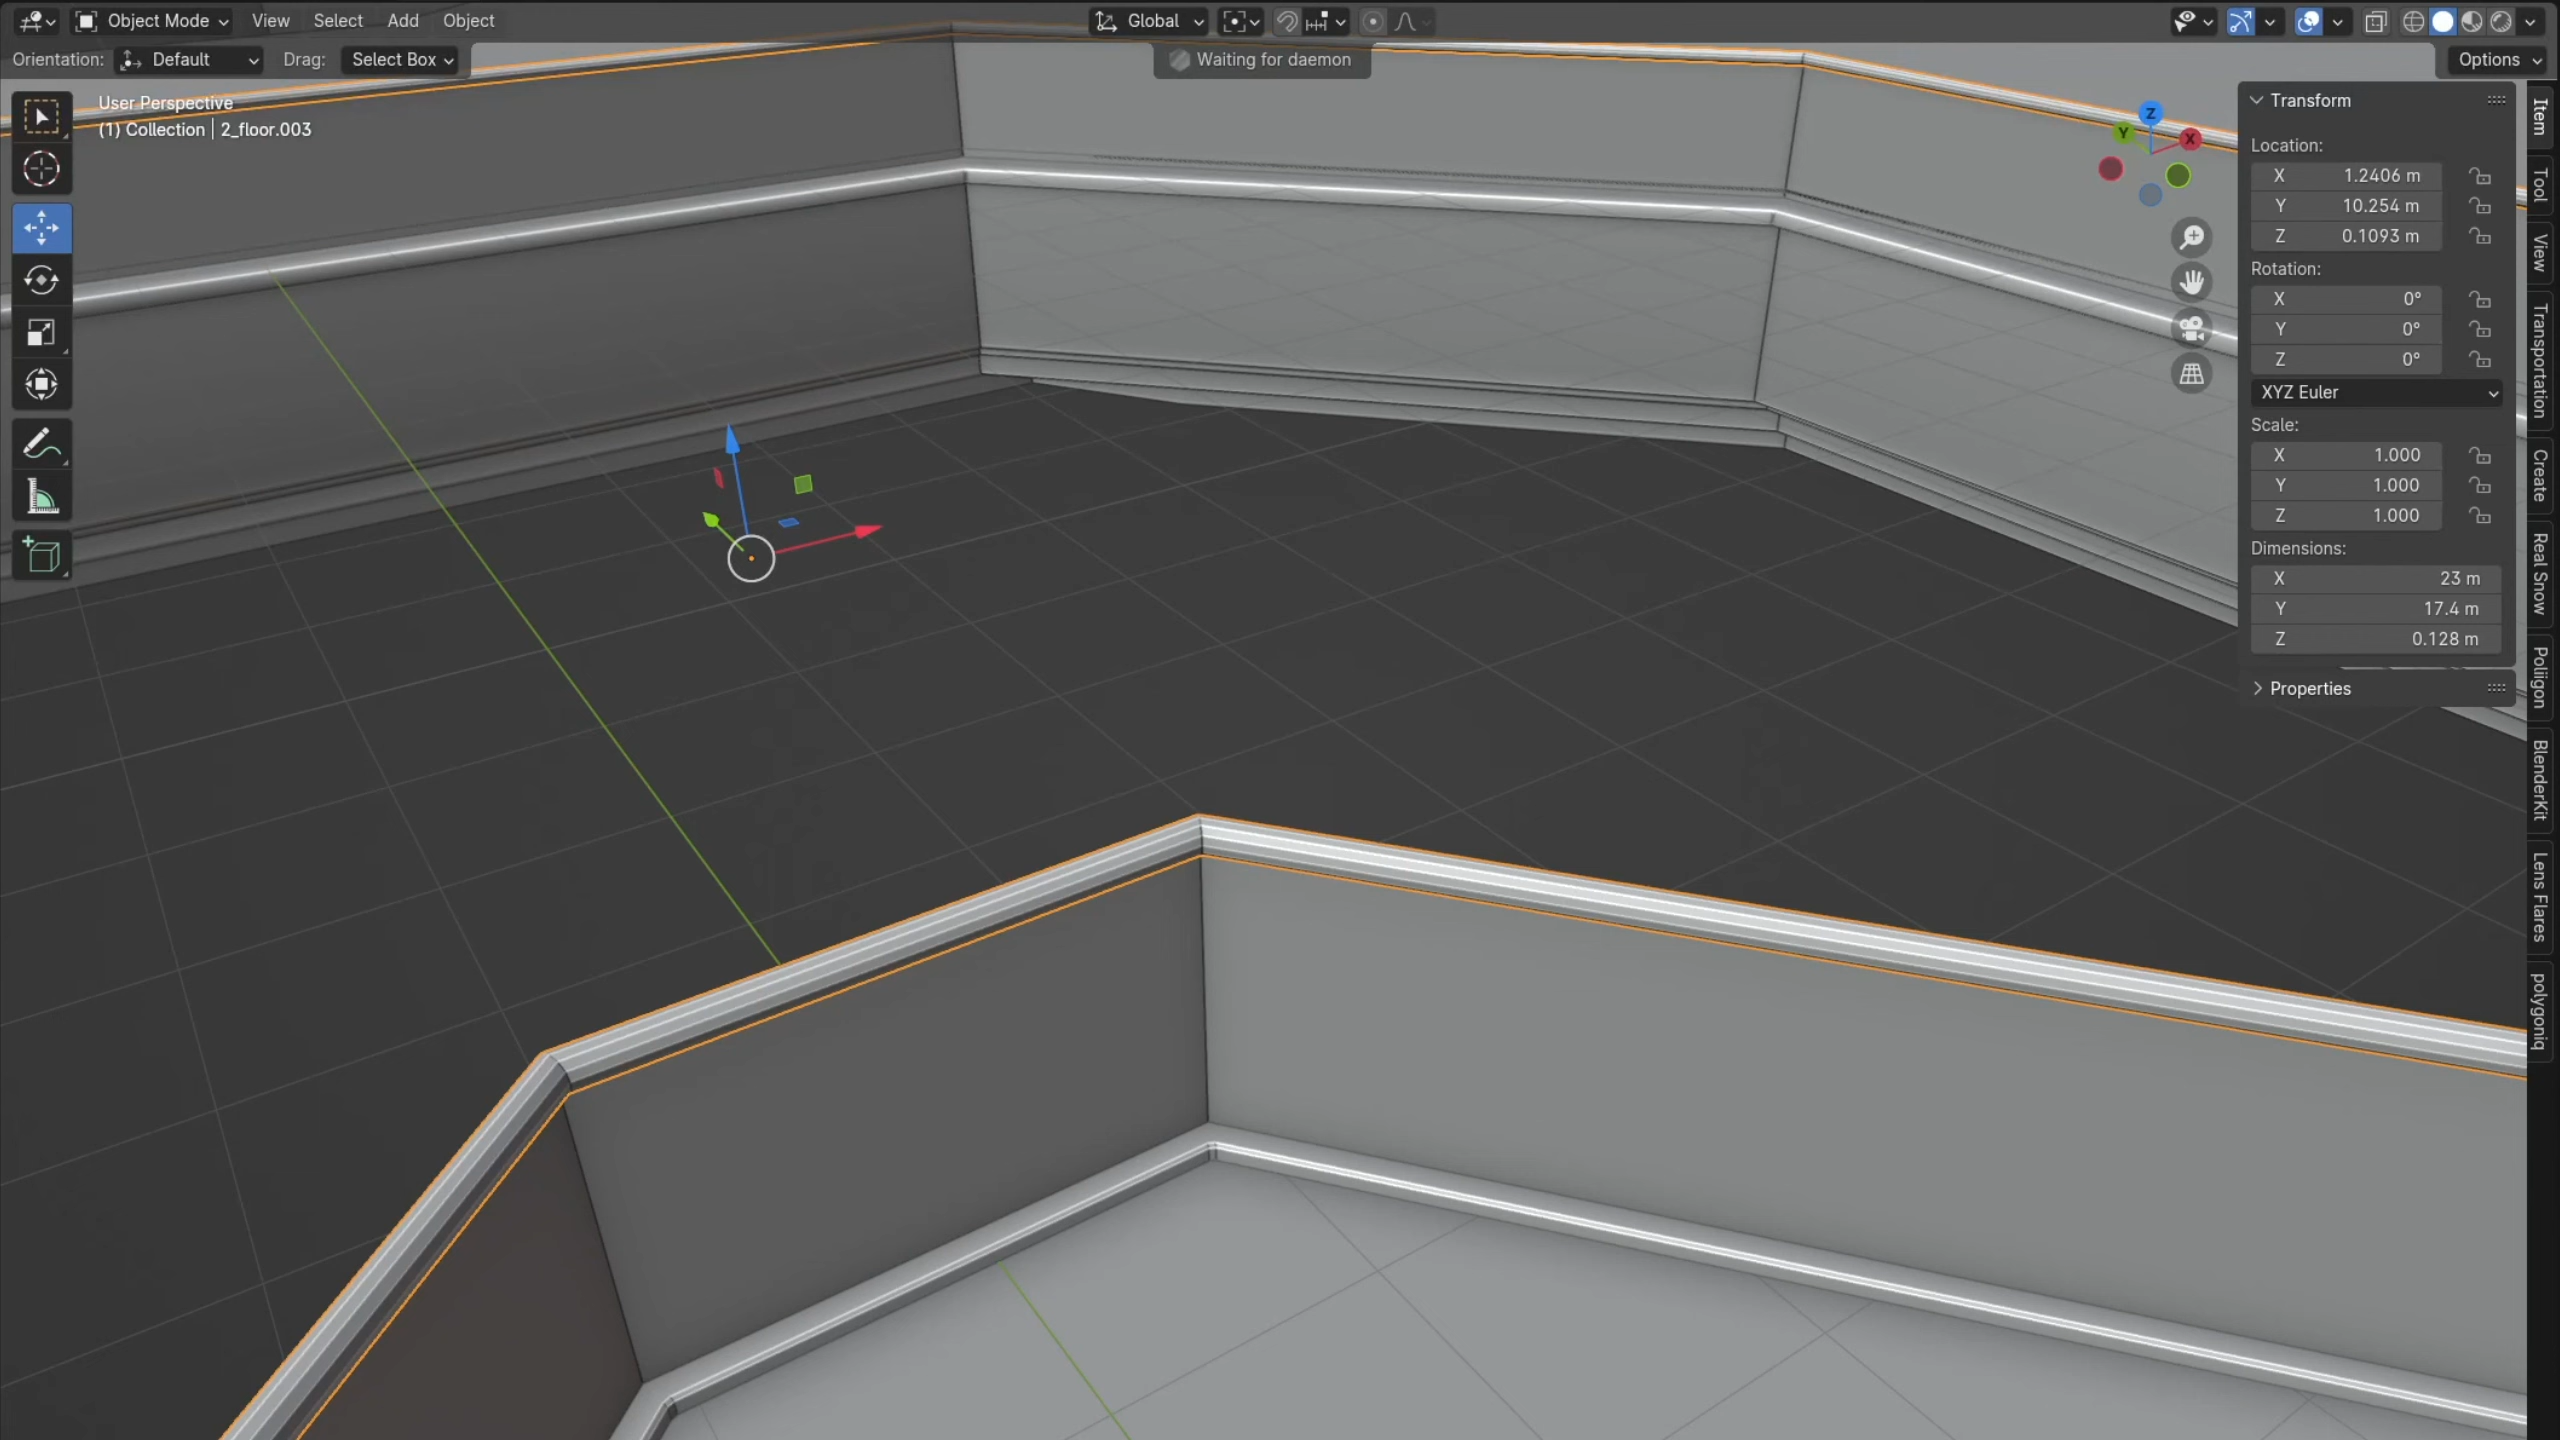 Object Mode View Select Add Object Global
Orientation: Default Drag: Select Box Waiting for daemon Options
User Perspective
(1) Collection | 2_floor.003
Z
Y X
Transform
Location:
X 1.2406 m
Y 10.254 m
Z 0.1093 m
Rotation:
X 0°
Y 0°
Z 0°
XYZ Euler
Scale:
X 1.000
Y 1.000
Z 1.000
Dimensions:
X 23 m
Y 17.4 m
Z 0.128 m
Properties
Item
Tool
View
Transportation
Create
Real Snow
Poliigon
BlenderKit
Lens Flares
polygoniq